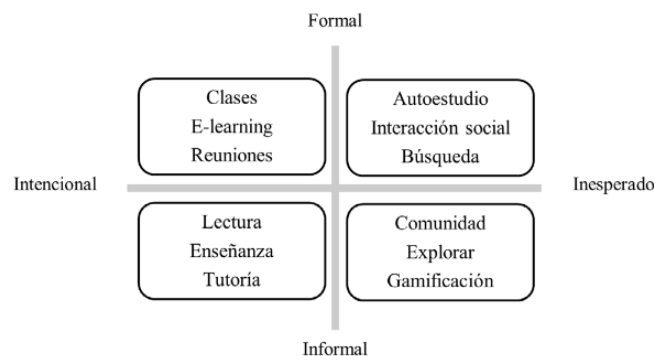 Formal
Clases
E-learning
Reuniones
Autoestudio
Interacción social
Búsqueda
Intencional
Inesperado
Lectura
Enseñanza
Tutoría
Comunidad
Explorar
Gamificación
Informal